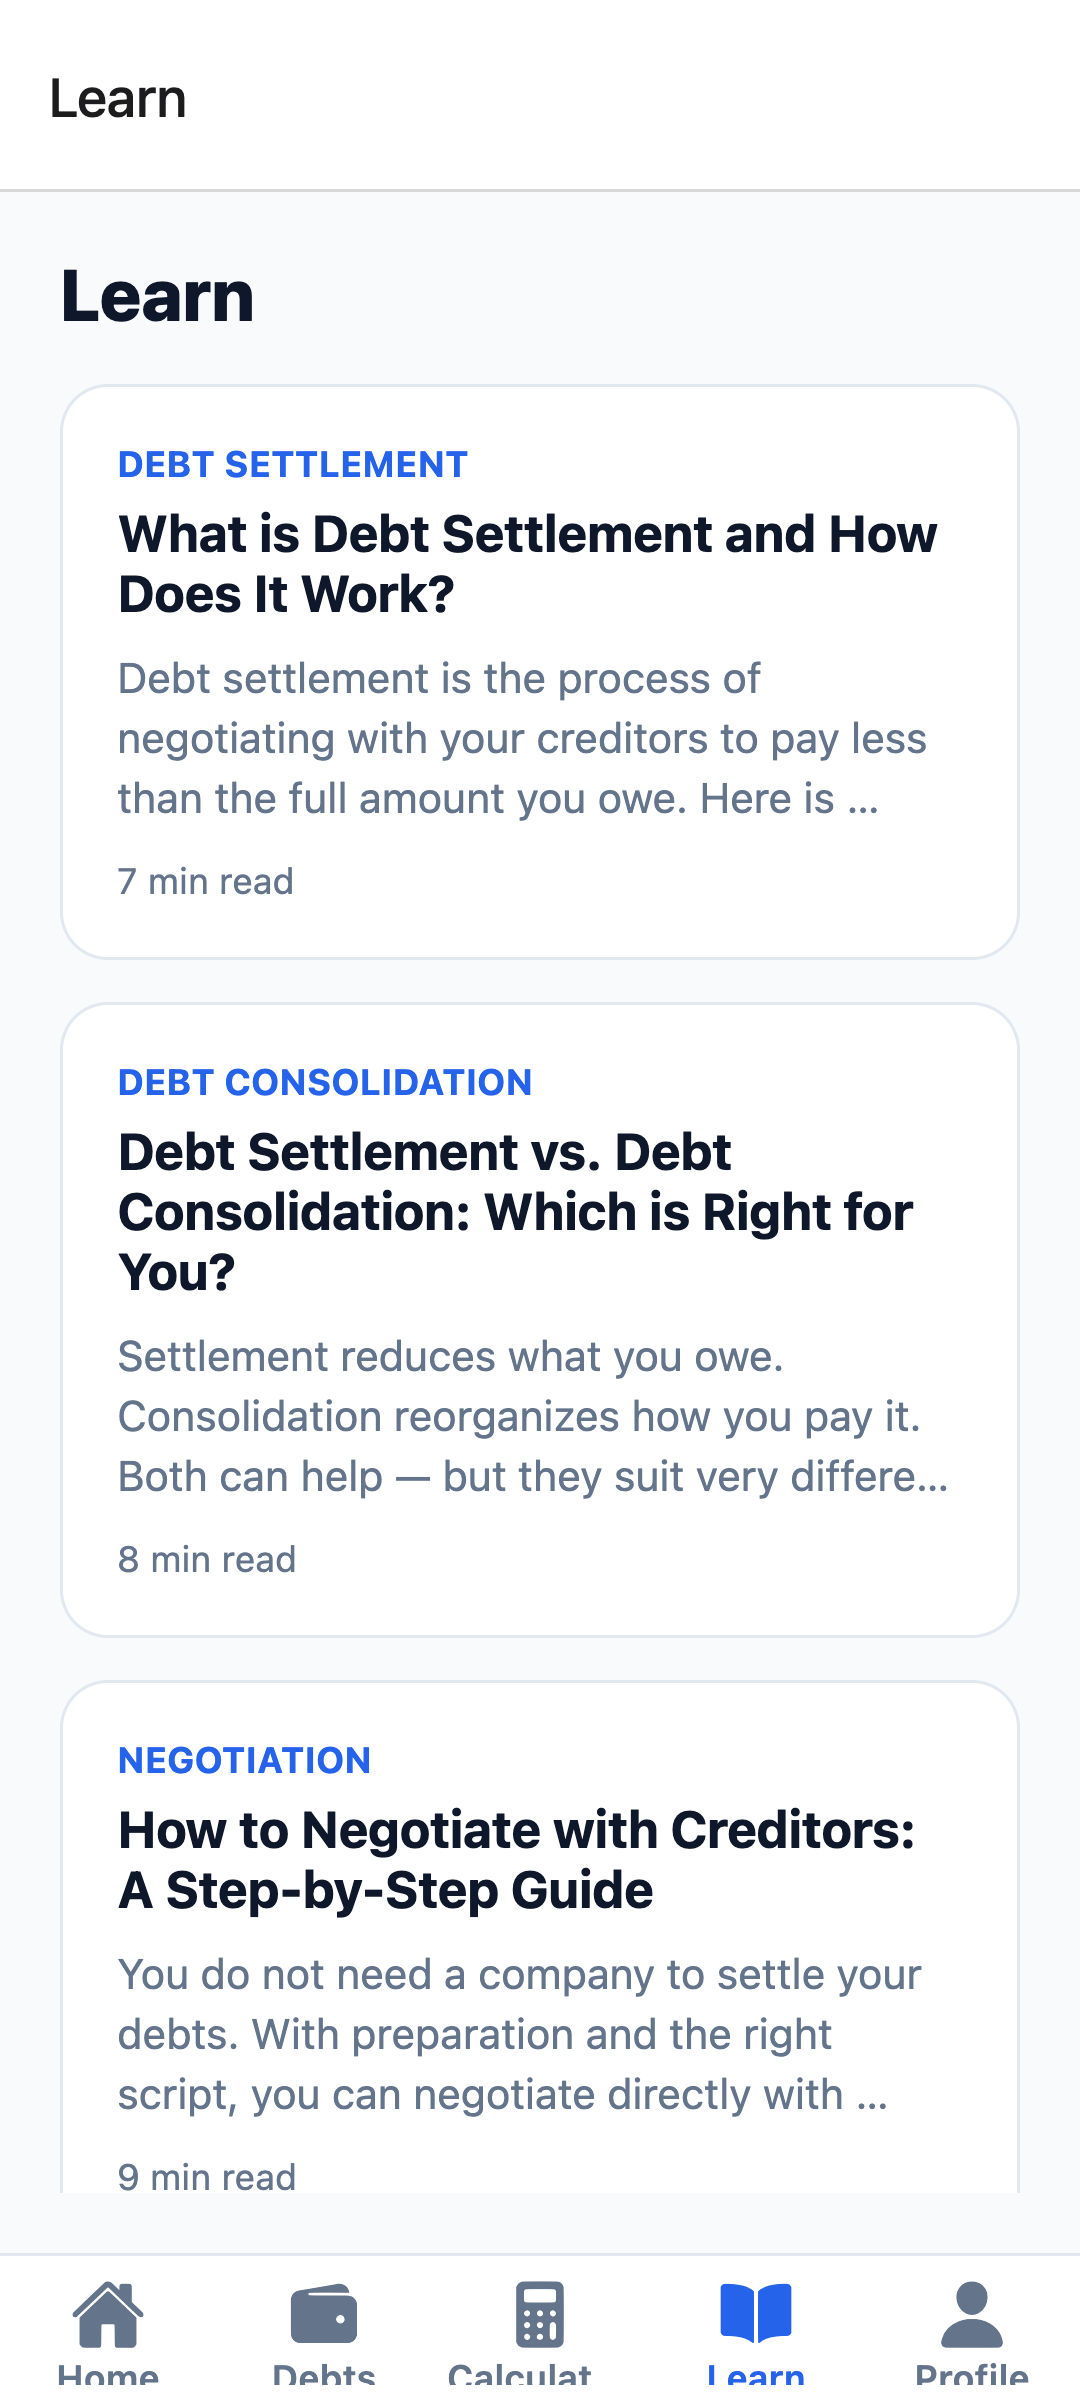 Learn
Learn
DEBT SETTLEMENT
What is Debt Settlement and How
Does It Work?
Debt settlement is the process of
negotiating with your creditors to pay less
than the full amount you owe. Here is ...
7 min read
DEBT CONSOLIDATION
Debt Settlement vs. Debt
Consolidation: Which is Right for
You?
Settlement reduces what you owe.
Consolidation reorganizes how you pay it.
Both can help — but they suit very differe...
8 min read
NEGOTIATION
How to Negotiate with Creditors:
A Step-by-Step Guide
You do not need a company to settle your
debts. With preparation and the right
script, you can negotiate directly with ...
9 min read
Home
Debts
Calculat
Learn
Profile